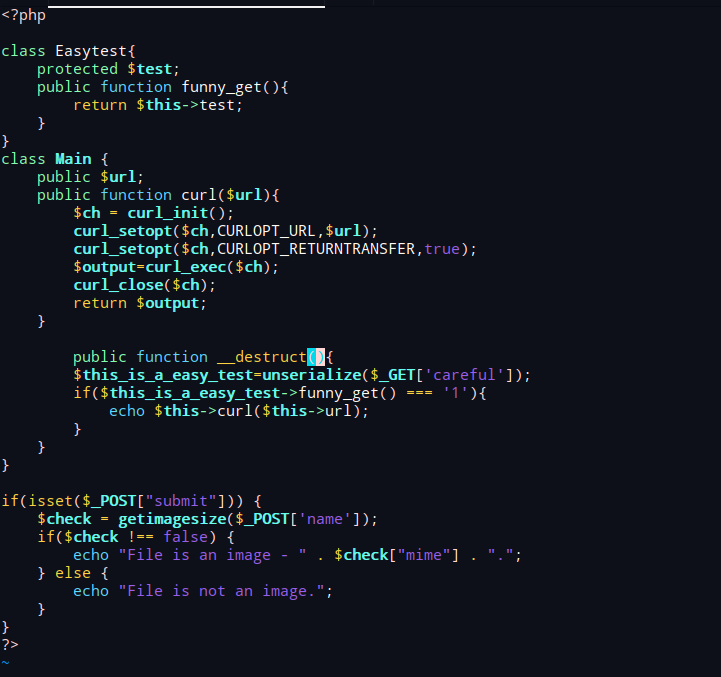 <?php
class Easytest{
    protected $test;
    public function funny_get(){
        return $this->test;
    }
}
class Main {
    public $url;
    public function curl($url){
        $ch = curl_init();
        curl_setopt($ch,CURLOPT_URL,$url);
        curl_setopt($ch,CURLOPT_RETURNTRANSFER,true);
        $output=curl_exec($ch);
        curl_close($ch);
        return $output;
    }
        public function __destruct(){
        $this_is_a_easy_test=unserialize($_GET['careful']);
        if($this_is_a_easy_test->funny_get() === '1'){
            echo $this->curl($this->url);
        }
    }
}
if(isset($_POST["submit"])) {
    $check = getimagesize($_POST['name']);
    if($check !== false) {
        echo "File is an image - " . $check["mime"] . ".";
    } else {
        echo "File is not an image.";
    }
}
?>
~